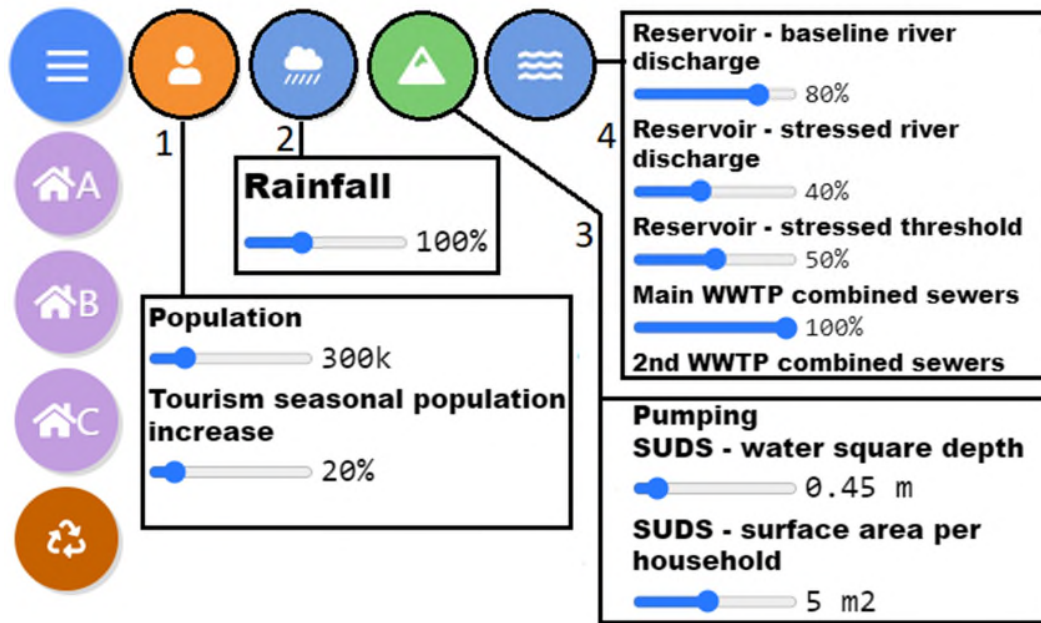 1
2
3
4
A
B
C
Rainfall
100%
Population
300k
Tourism seasonal population
increase
20%
Reservoir - baseline river
discharge
80%
Reservoir - stressed river
discharge
40%
Reservoir - stressed threshold
50%
Main WWTP combined sewers
100%
2nd WWTP combined sewers
Pumping
SUDS - water square depth
0.45 m
SUDS - surface area per
household
5 m2